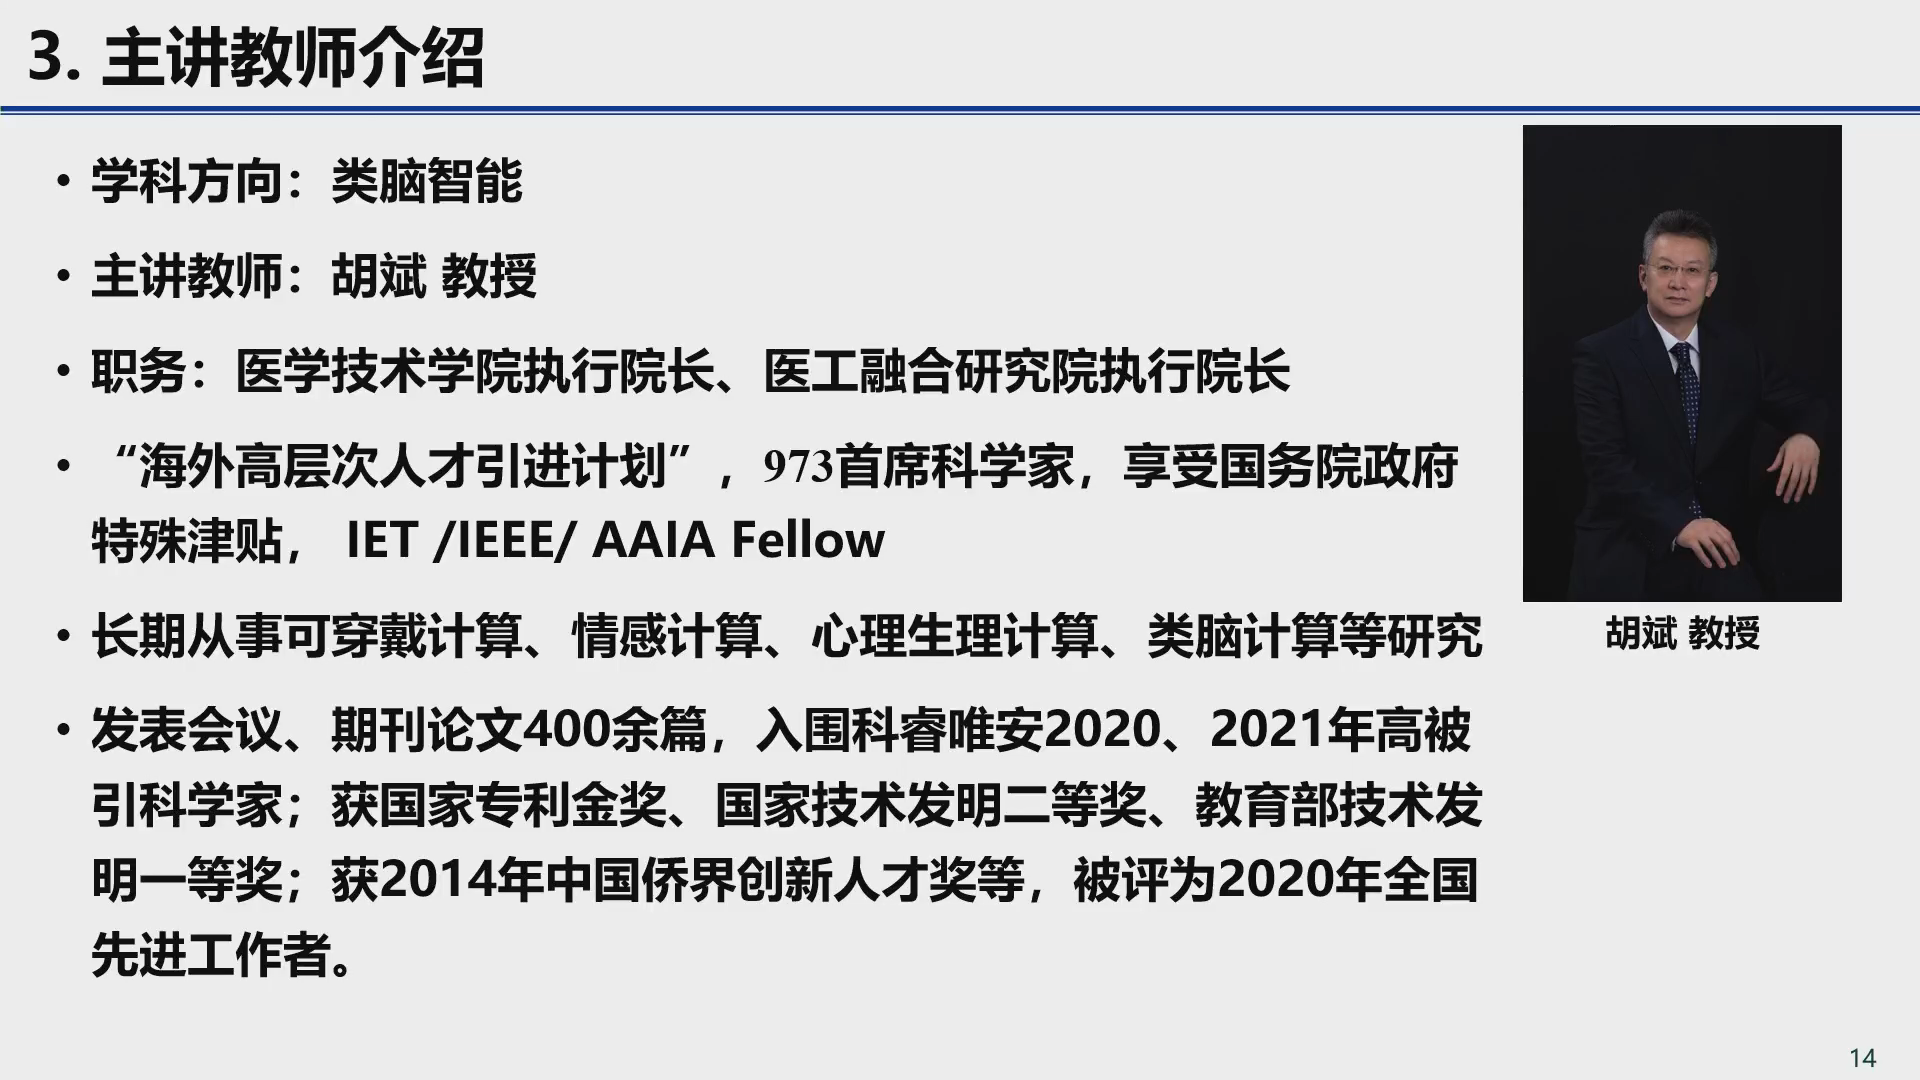 3. 主讲教师介绍
• 学科方向：类脑智能
• 主讲教师：胡斌 教授
• 职务：医学技术学院执行院长、医工融合研究院执行院长
• “海外高层次人才引进计划”，973首席科学家，享受国务院政府
特殊津贴， IET /IEEE/ AAIA Fellow
• 长期从事可穿戴计算、情感计算、心理生理计算、类脑计算等研究
• 发表会议、期刊论文400余篇，入围科睿唯安2020、2021年高被
引科学家；获国家专利金奖、国家技术发明二等奖、教育部技术发
明一等奖；获2014年中国侨界创新人才奖等，被评为2020年全国
先进工作者。
胡斌 教授
14